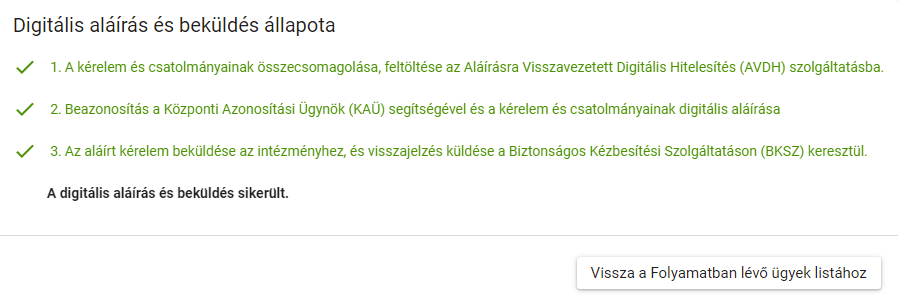 Digitális aláírás és beküldés állapota
1. A kérelem és csatolmányainak összecsomagolása, feltöltése az Aláírásra Visszavezetett Digitális Hitelesítés (AVDH) szolgáltatásba.
2. Beazonosítás a Központi Azonosítási Ügynök (KAÜ) segítségével és a kérelem és csatolmányainak digitális aláírása
3. Az aláírt kérelem beküldése az intézményhez, és visszajelzés küldése a Biztonságos Kézbesítési Szolgáltatáson (BKSZ) keresztül.
A digitális aláírás és beküldés sikerült.
Vissza a Folyamatban lévő ügyek listához